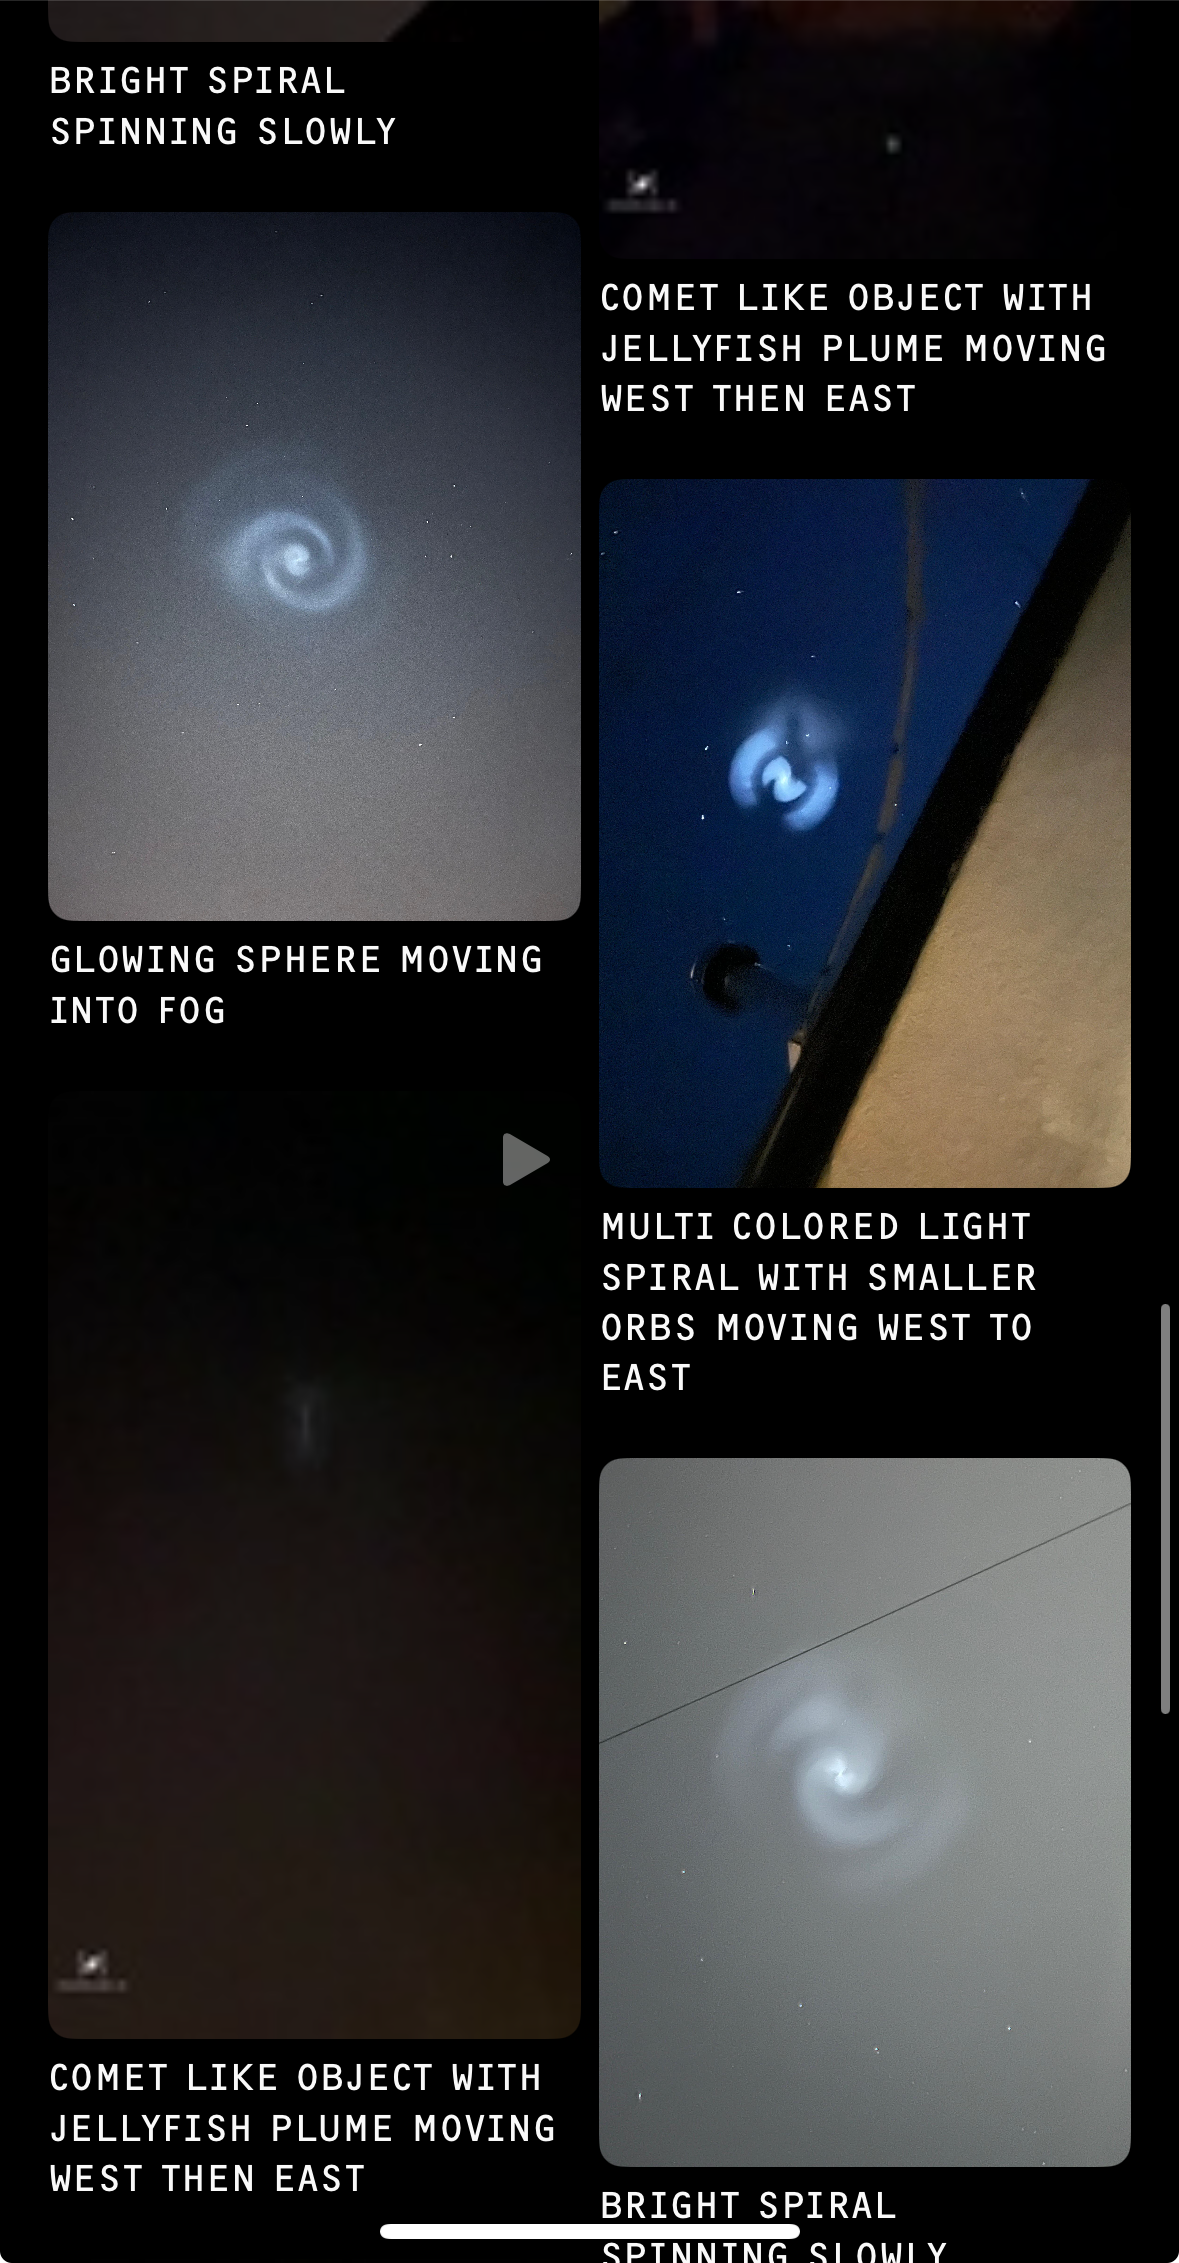 BRIGHT SPIRAL
SPINNING SLOWLY
GLOWING SPHERE MOVING
INTO FOG
COMET LIKE OBJECT WITH
JELLYFISH PLUME MOVING
WEST THEN EAST
COMET LIKE OBJECT WITH
JELLYFISH PLUME MOVING
WEST THEN EAST
MULTI COLORED LIGHT
SPIRAL WITH SMALLER
ORBS MOVING WEST TO
EAST
BRIGHT SPIRAL
SPINNING SLOWLY